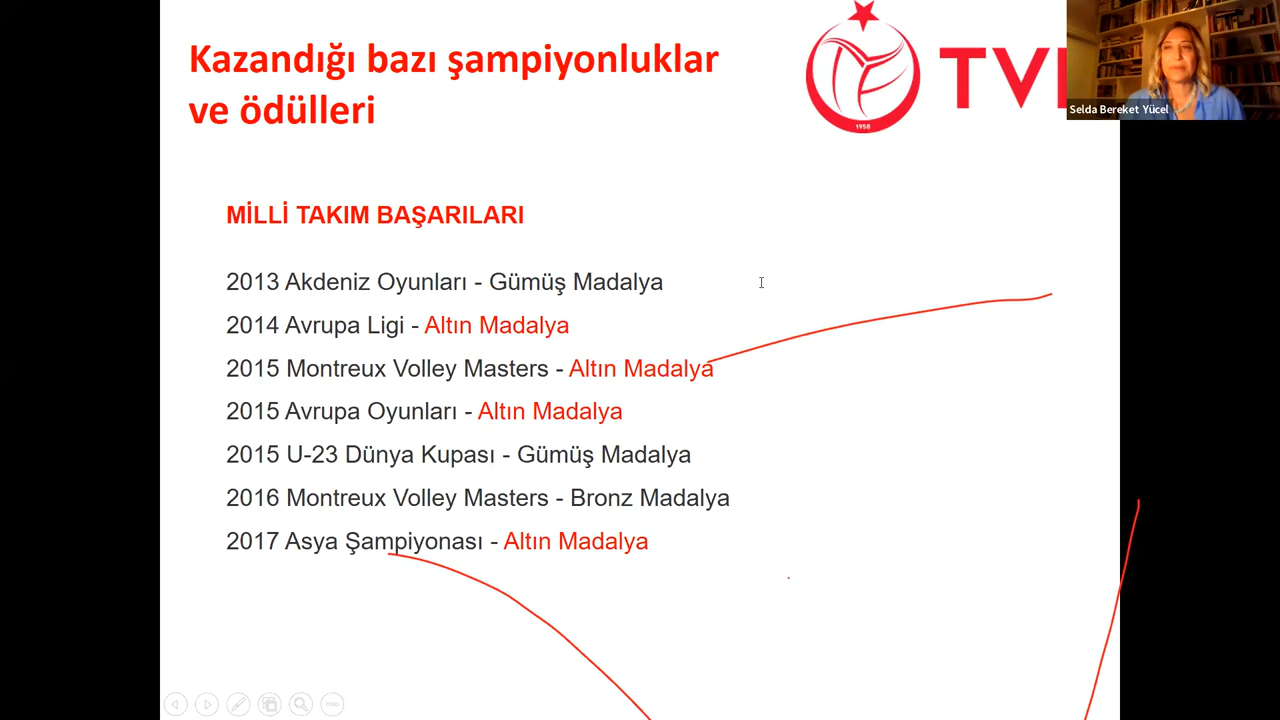 Kazandığı bazı şampiyonluklar
ve ödülleri
TV
1958
Selda Bereket Yücel
MİLLİ TAKIM BAŞARILARI
2013 Akdeniz Oyunları - Gümüş Madalya
2014 Avrupa Ligi - Altın Madalya
2015 Montreux Volley Masters - Altın Madalya
2015 Avrupa Oyunları - Altın Madalya
2015 U-23 Dünya Kupası - Gümüş Madalya
2016 Montreux Volley Masters - Bronz Madalya
2017 Asya Şampiyonası - Altın Madalya